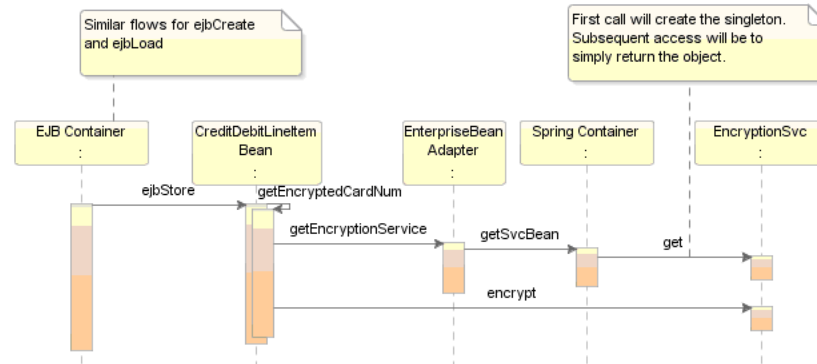 Similar flows for ejbCreate
and ejbLoad
First call will create the singleton.
Subsequent access will be to
simply return the object.
EJB Container
:
CreditDebitLineItem
Bean
:
EnterpriseBean
Adapter
:
Spring Container
:
EncryptionSvc
:
ejbStore
getEncryptedCardNum
getEncryptionService
getSvcBean
get
encrypt